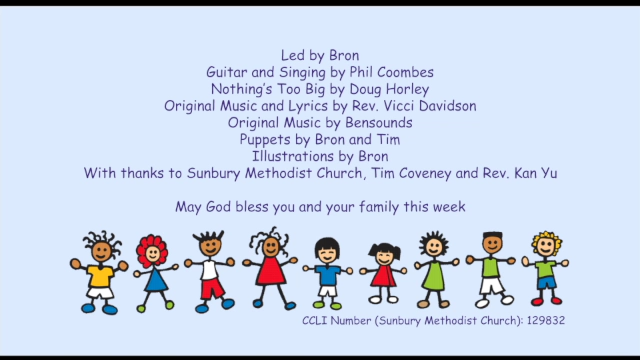 Led by Bron
Guitar and Singing by Phil Coombes
Nothing's Too Big by Doug Horley
Original Music and Lyrics by Rev. Vicci Davidson
Original Music by Bensounds
Puppets by Bron and Tim
Illustrations by Bron
With thanks to Sunbury Methodist Church, Tim Coveney and Rev. Kan Yu
May God bless you and your family this week
CCLI Number (Sunbury Methodist Church): 129832